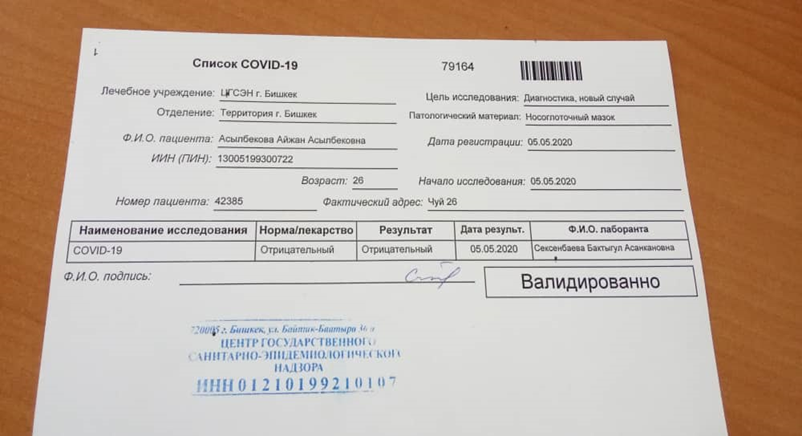 Список COVID-19 79164
Лечебное учреждение: ЦГСЭН г. Бишкек
Цель исследования: Диагностика, новый случай
Отделение: Территория г. Бишкек
Патологический материал: Носоглоточный мазок
Ф.И.О. пациента: Асылбекова Айжан Асылбековна
Дата регистрации: 05.05.2020
ИИН (ПИН): 13005199300722
Возраст: 26
Начало исследования: 05.05.2020
Номер пациента: 42385
Фактический адрес: Чуй 26
Наименование исследования Норма/лекарство Результат Дата результ. Ф.И.О. лаборанта
COVID-19 Отрицательный Отрицательный 05.05.2020 Сексенбаева Бактыгул Асанкановна
Ф.И.О. подпись:
Валидированно
720005 г. Бишкек, ул. Байтик-Баатыра
ЦЕНТР ГОСУДАРСТВЕННОГО
САНИТАРНО-ЭПИДЕМИОЛОГИЧЕСКОГО
НАДЗОРА
ИНН 01210199210107